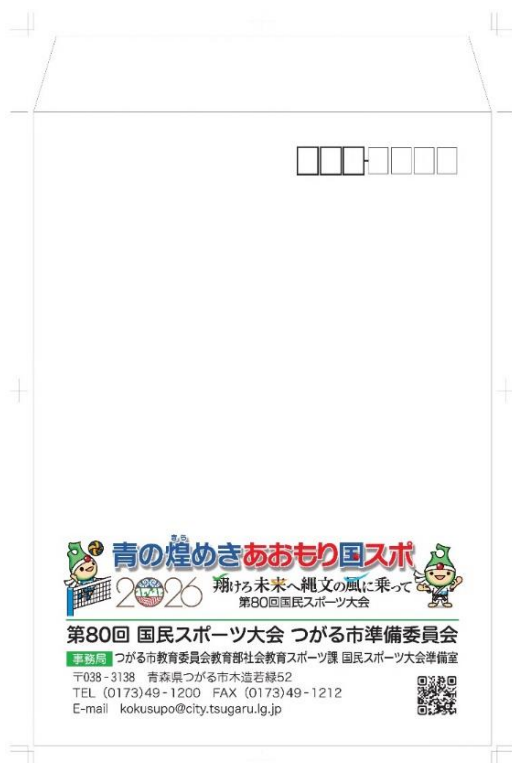 きら
青の煌めきあおもり国スポ
2026
翔けろ未来へ縄文の風に乗って
第80回国民スポーツ大会
第80回 国民スポーツ大会 つがる市準備委員会
事務局 つがる市教育委員会教育部社会教育スポーツ課 国民スポーツ大会準備室
〒038-3138 青森県つがる市木造若緑52
TEL (0173)49-1200 FAX (0173)49-1212
E-mail kokusupo@city.tsugaru.lg.jp